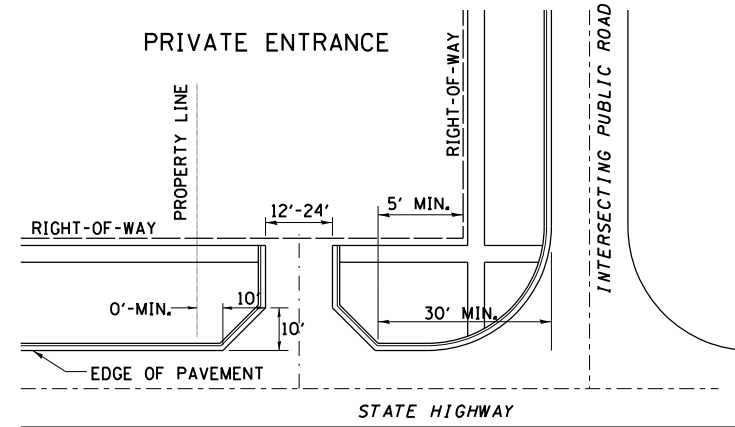 PRIVATE ENTRANCE
PROPERTY LINE
RIGHT-OF-WAY
INTERSECTING PUBLIC ROAD
12'-24'
5' MIN.
RIGHT-OF-WAY
0'-MIN.
10'
10'
30' MIN.
EDGE OF PAVEMENT
STATE HIGHWAY